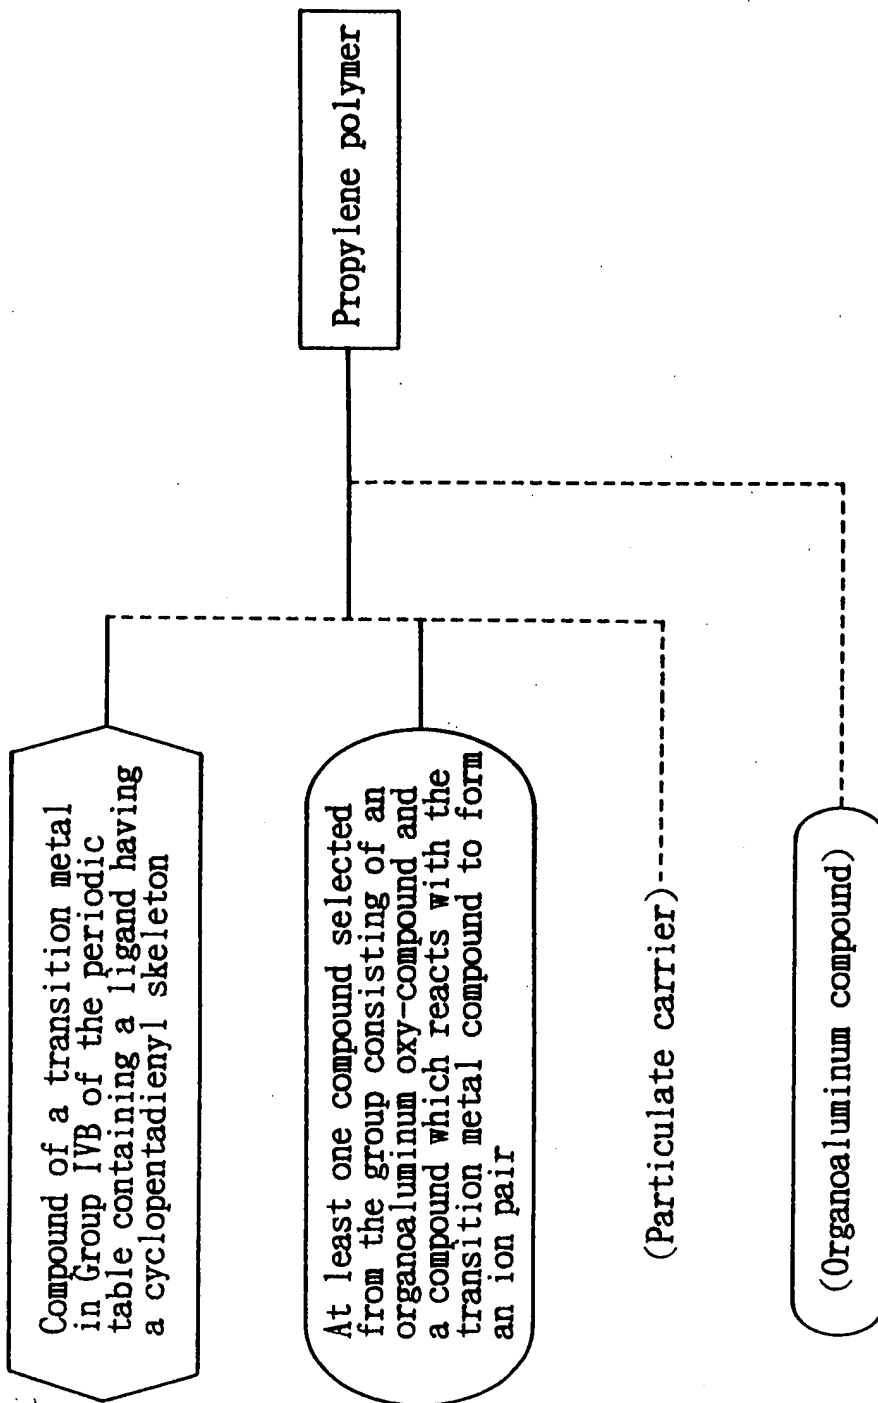 Compound of a transition metal
in Group IVB of the periodic
table containing a ligand having
a cyclopentadienyl skeleton
At least one compound selected
from the group consisting of an
organoaluminum oxy-compound and
a compound which reacts with the
transition metal compound to form
an ion pair
(Particulate carrier)
(Organoaluminum compound)
Propylene polymer